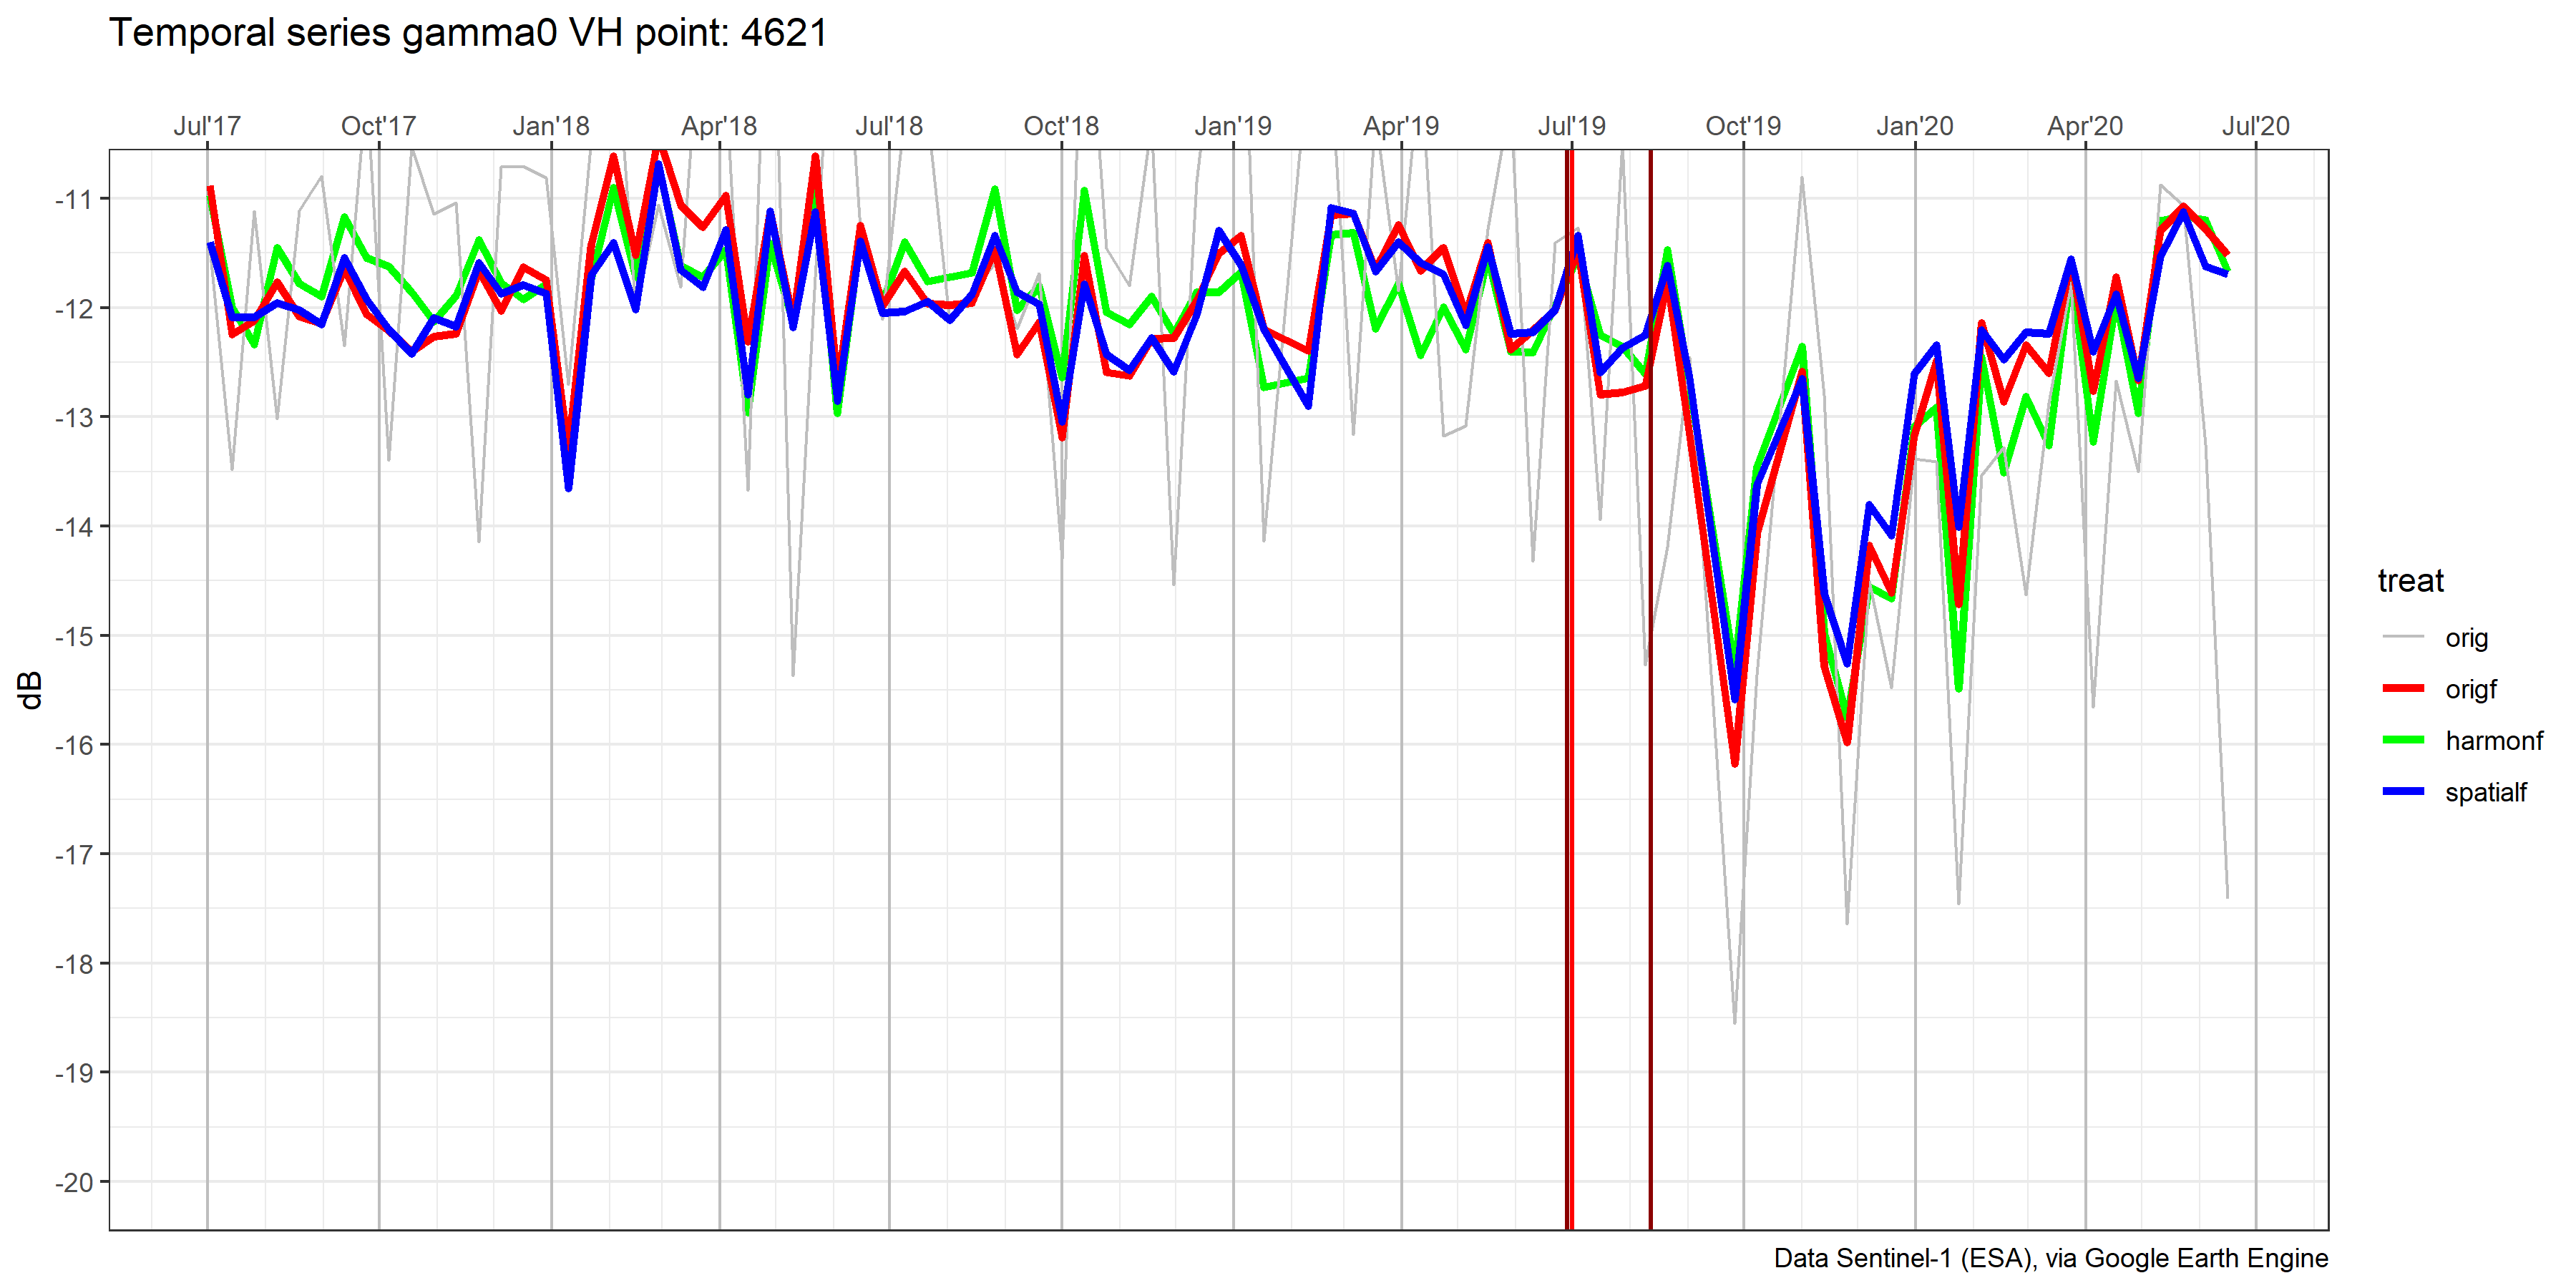 Temporal series gamma0 VH point: 4621
Jul'17 Oct'17 Jan'18 Apr'18 Jul'18 Oct'18 Jan'19 Apr'19 Jul'19 Oct'19 Jan'20 Apr'20 Jul'20
-11
-12
-13
-14
-15
-16
-17
-18
-19
-20
dB
treat
orig
origf
harmonf
spatialf
Data Sentinel-1 (ESA), via Google Earth Engine